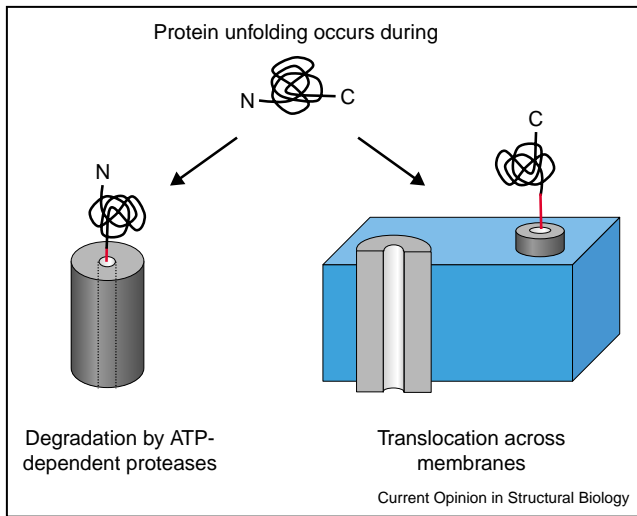 Protein unfolding occurs during
N C
C
N
Degradation by ATP-
dependent proteases
Translocation across
membranes
Current Opinion in Structural Biology